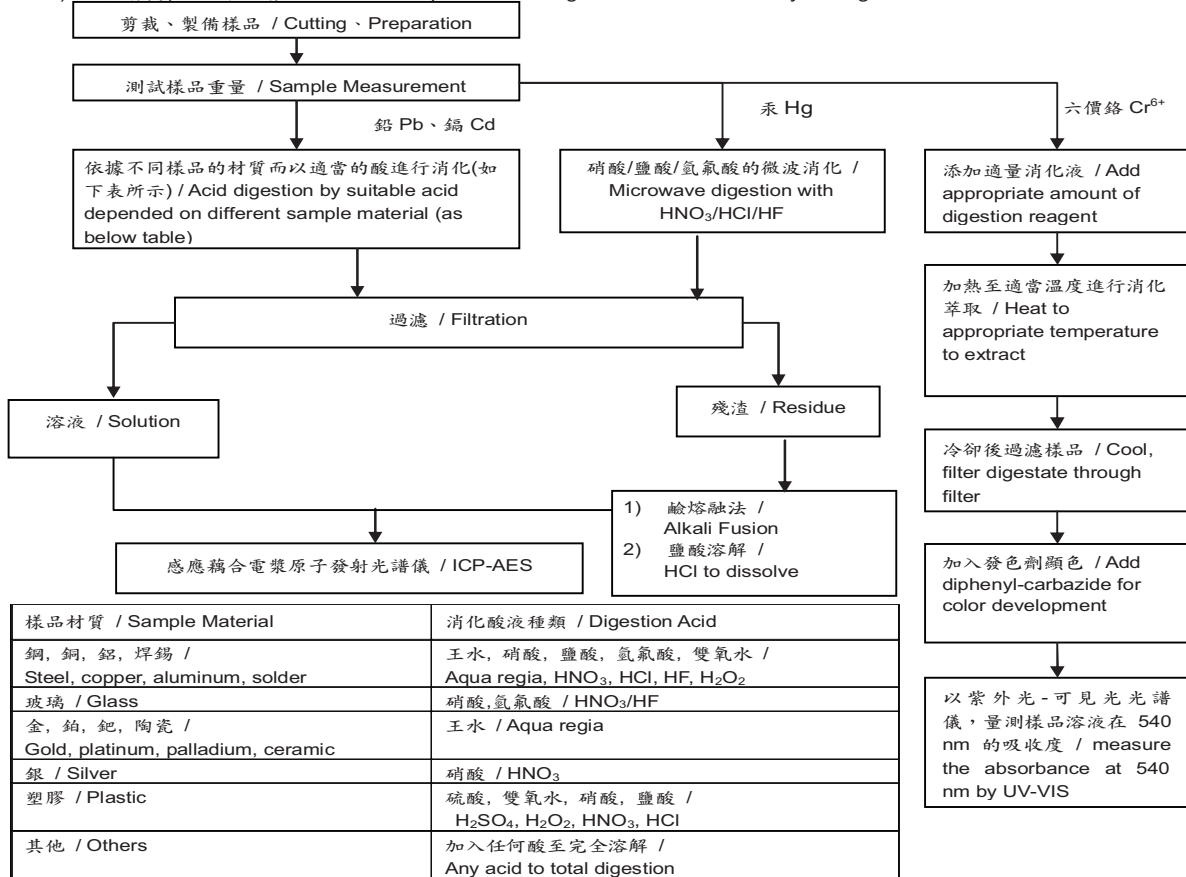 剪裁、製備樣品 / Cutting、Preparation
測試樣品重量 / Sample Measurement
鉛 Pb、鎘 Cd
汞 Hg
六價鉻 Cr⁶⁺
依據不同樣品的材質而以適當的酸進行消化(如
下表所示) / Acid digestion by suitable acid
depended on different sample material (as
below table)
硝酸/鹽酸/氫氟酸的微波消化 /
Microwave digestion with
HNO₃/HCl/HF
添加適量消化液 / Add
appropriate amount of
digestion reagent
加熱至適當溫度進行消化
萃取 / Heat to
appropriate temperature
to extract
過濾 / Filtration
溶液 / Solution
殘渣 / Residue
冷卻後過濾樣品 / Cool,
filter digestate through
filter
1) 鹼熔融法 /
Alkali Fusion
2) 鹽酸溶解 /
HCl to dissolve
感應藕合電漿原子發射光譜儀 / ICP-AES
加入發色劑顯色 / Add
diphenyl-carbazide for
color development
以紫外光-可見光光譜
儀，量測樣品溶液在 540
nm 的吸收度 / measure
the absorbance at 540
nm by UV-VIS
樣品材質 / Sample Material
消化酸液種類 / Digestion Acid
鋼, 銅, 鋁, 焊錫 /
Steel, copper, aluminum, solder
王水, 硝酸, 鹽酸, 氫氟酸, 雙氧水 /
Aqua regia, HNO₃, HCl, HF, H₂O₂
玻璃 / Glass
硝酸,氫氟酸 / HNO₃/HF
金, 鉑, 鈀, 陶瓷 /
Gold, platinum, palladium, ceramic
王水 / Aqua regia
銀 / Silver
硝酸 / HNO₃
塑膠 / Plastic
硫酸, 雙氧水, 硝酸, 鹽酸 /
H₂SO₄, H₂O₂, HNO₃, HCl
其他 / Others
加入任何酸至完全溶解 /
Any acid to total digestion